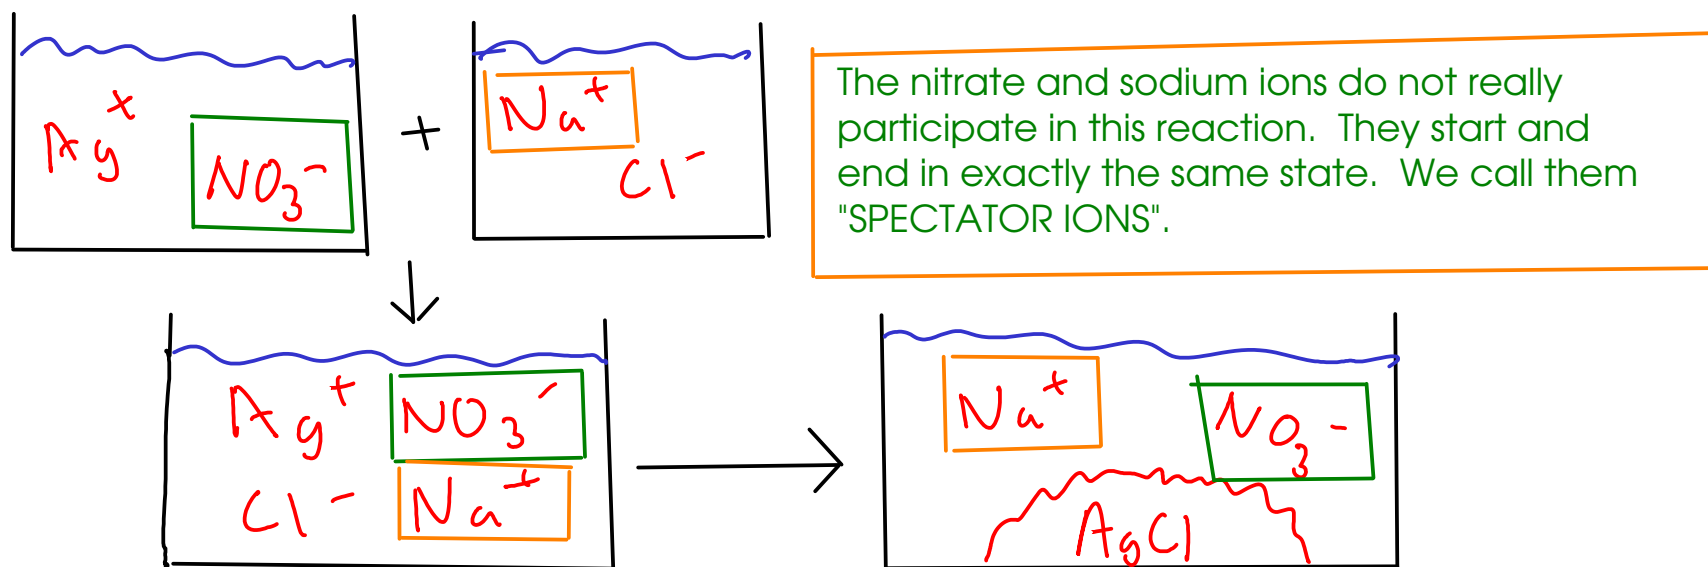 Ag⁺
NO₃⁻
+
Na⁺
Cl⁻
The nitrate and sodium ions do not really
participate in this reaction. They start and
end in exactly the same state. We call them
"SPECTATOR IONS".
Ag⁺ NO₃⁻
Cl⁻ Na⁺
Na⁺ NO₃⁻
AgCl